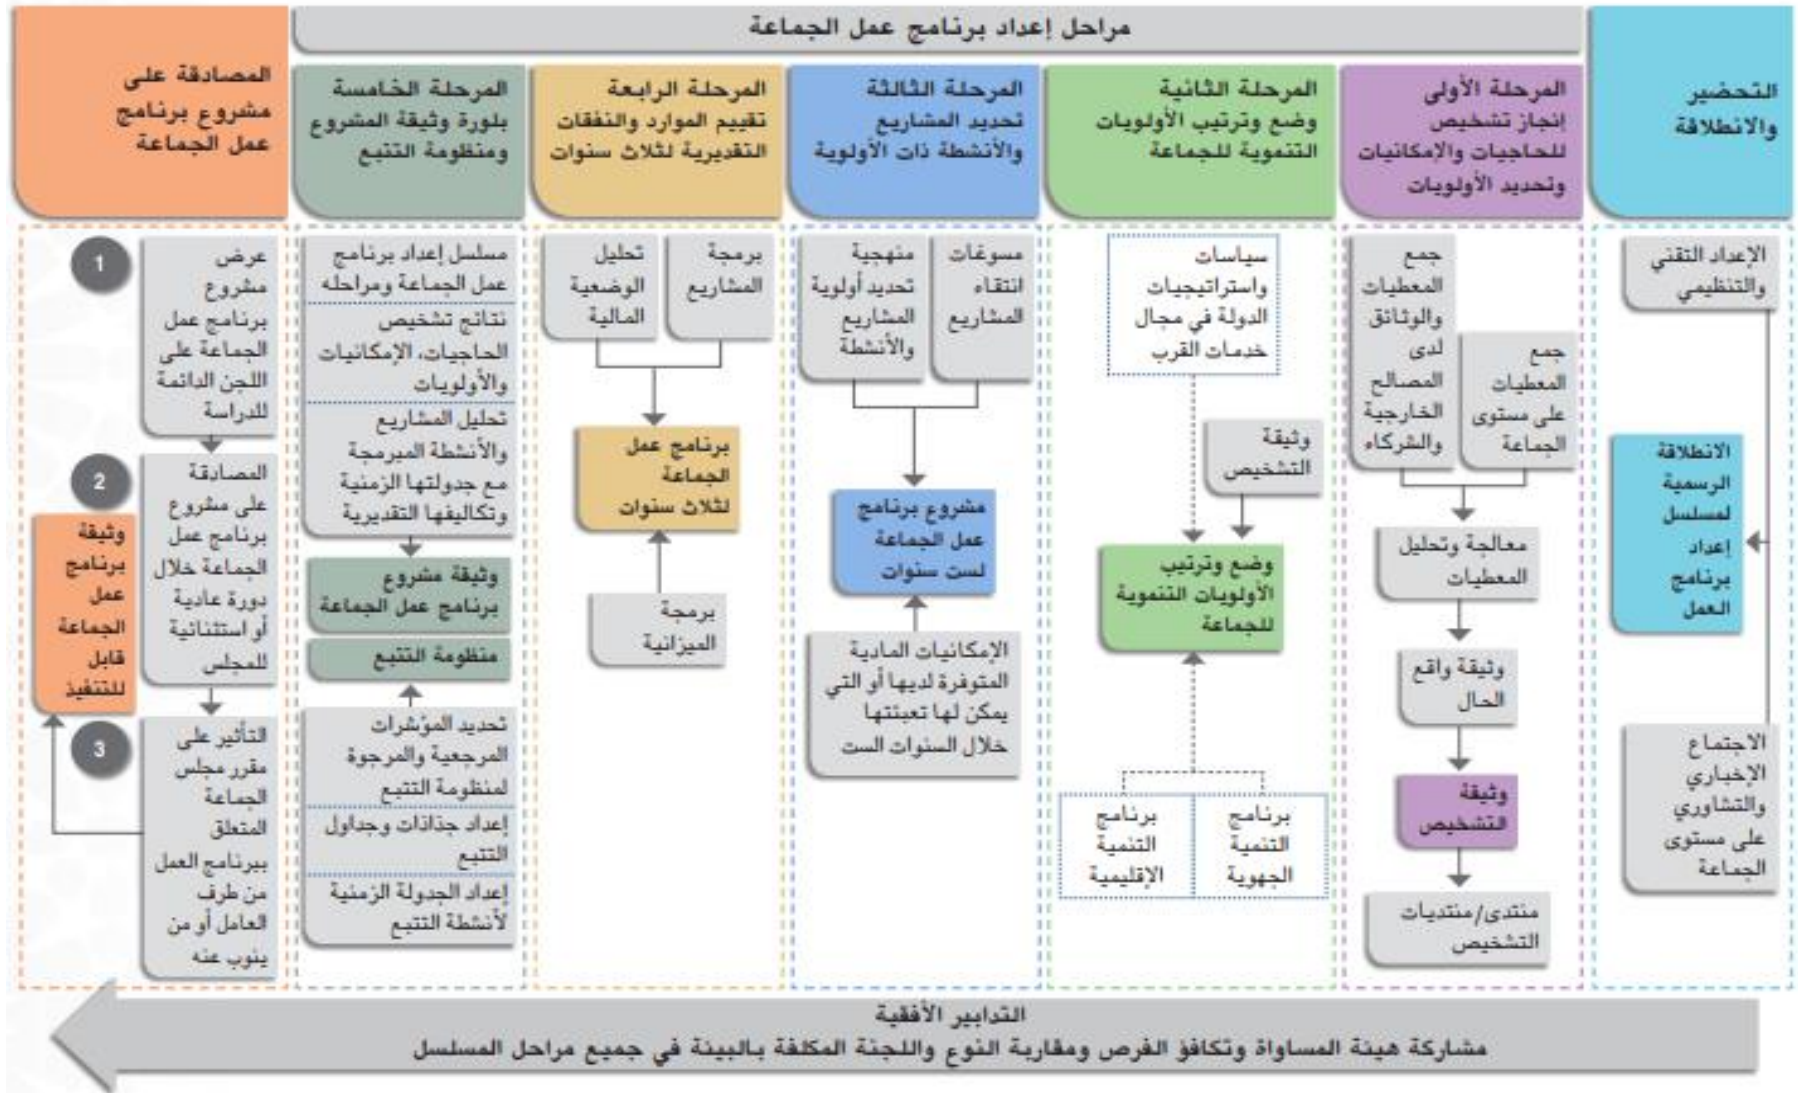 مراحل إعداد برنامج عمل الجماعة
التحضير
والانطلاقة
الإعداد التقني
والتنظيمي
الانطلاقة
الرسمية
لمسلسل
إعداد
برنامج
العمل
الاجتماع
الإخباري
والتشاوري
على مستوى
الجماعة
المرحلة الأولى
إنجاز تشخيص
للحاجيات والإمكانيات
وتحديد الأولويات
جمع
المعطيات
على مستوى
الجماعة
جمع
المعطيات
والوثائق
لدى
المصالح
الخارجية
والشركاء
معالجة وتحليل
المعطيات
وثيقة واقع
الحال
وثيقة
التشخيص
منتدى/منتديات
التشخيص
المرحلة الثانية
وضع وترتيب الأولويات
التنموية للجماعة
سياسات
واستراتيجيات
الدولة في مجال
خدمات القرب
وثيقة
التشخيص
وضع وترتيب
الأولويات التنموية
للجماعة
برنامج
التنمية
الجهوية
برنامج
التنمية
الإقليمية
المرحلة الثالثة
تحديد المشاريع
والأنشطة ذات الأولوية
مسوغات
انتقاء
المشاريع
منهجية
تحديد أولوية
المشاريع
والأنشطة
مشروع برنامج
عمل الجماعة
لست سنوات
الإمكانيات المادية
المتوفرة لديها أو التي
يمكن لها تعبئتها
خلال السنوات الست
المرحلة الرابعة
تقييم الموارد والنفقات
التقديرية لثلاث سنوات
برمجة
المشاريع
تحليل
الوضعية
المالية
برنامج عمل
الجماعة
لثلاث سنوات
برمجة
الميزانية
المرحلة الخامسة
بلورة وثيقة المشروع
ومنظومة التتبع
مسلسل إعداد برنامج
عمل الجماعة ومراحله
نتائج تشخيص
الحاجيات، الإمكانيات
والأولويات
تحليل المشاريع
والأنشطة المبرمجة
مع جدولتها الزمنية
وتكاليفها التقديرية
وثيقة مشروع
برنامج عمل الجماعة
منظومة التتبع
تحديد المؤشرات
المرجعية والمرجوة
لمنظومة التتبع
إعداد جذاذات وجداول
التتبع
إعداد الجدولة الزمنية
لأنشطة التتبع
المصادقة على
مشروع برنامج
عمل الجماعة
1
عرض
مشروع
برنامج عمل
الجماعة على
اللجن الدائمة
للدراسة
2
المصادقة
على مشروع
برنامج عمل
الجماعة خلال
دورة عادية
أو استثنائية
للمجلس
3
التأثير على
مقرر مجلس
الجماعة
المتعلق
ببرنامج العمل
من طرف
العامل أو من
ينوب عنه
وثيقة
برنامج
عمل
الجماعة
قابل
للتنفيذ
التدابير الأفقية
مشاركة هيئة المساواة وتكافؤ الفرص ومقاربة النوع واللجنة المكلفة بالبيئة في جميع مراحل المسلسل